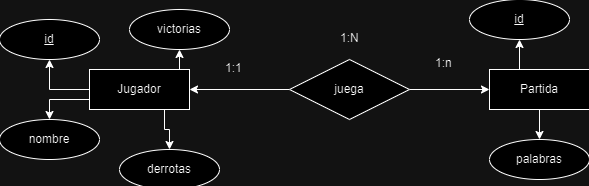 id
victorias
id
1:N
1:1
1:n
Jugador
juega
Partida
nombre
derrotas
palabras